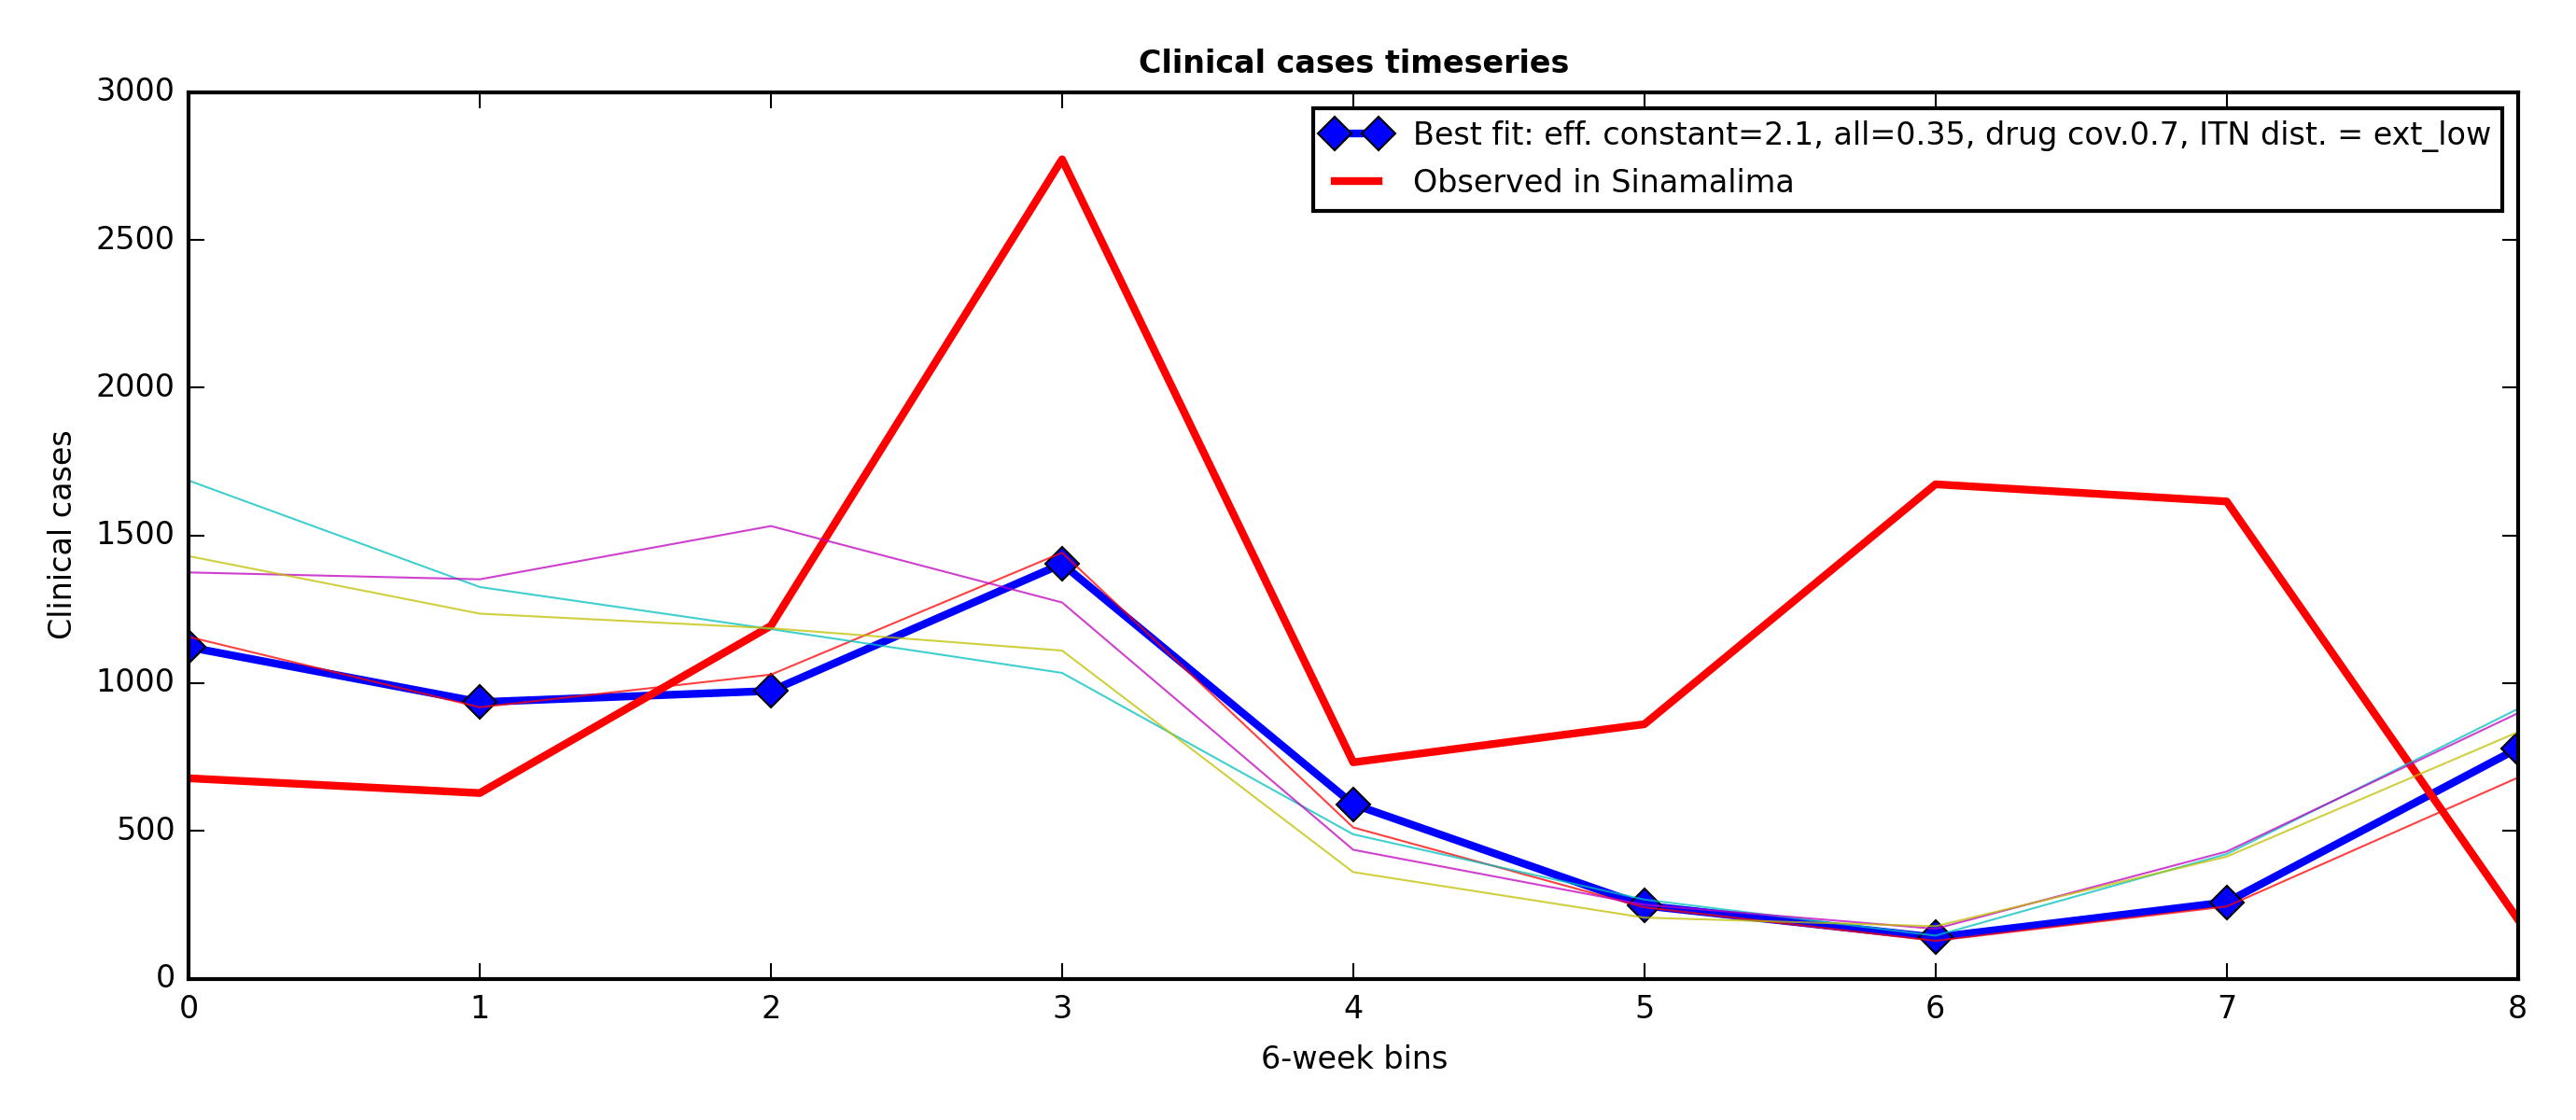 Clinical cases timeseries
3000
2500
2000
1500
1000
500
0
Clinical cases
Best fit: eff. constant=2.1, all=0.35, drug cov.0.7, ITN dist. = ext_low
Observed in Sinamalima
0 1 2 3 4 5 6 7 8
6-week bins